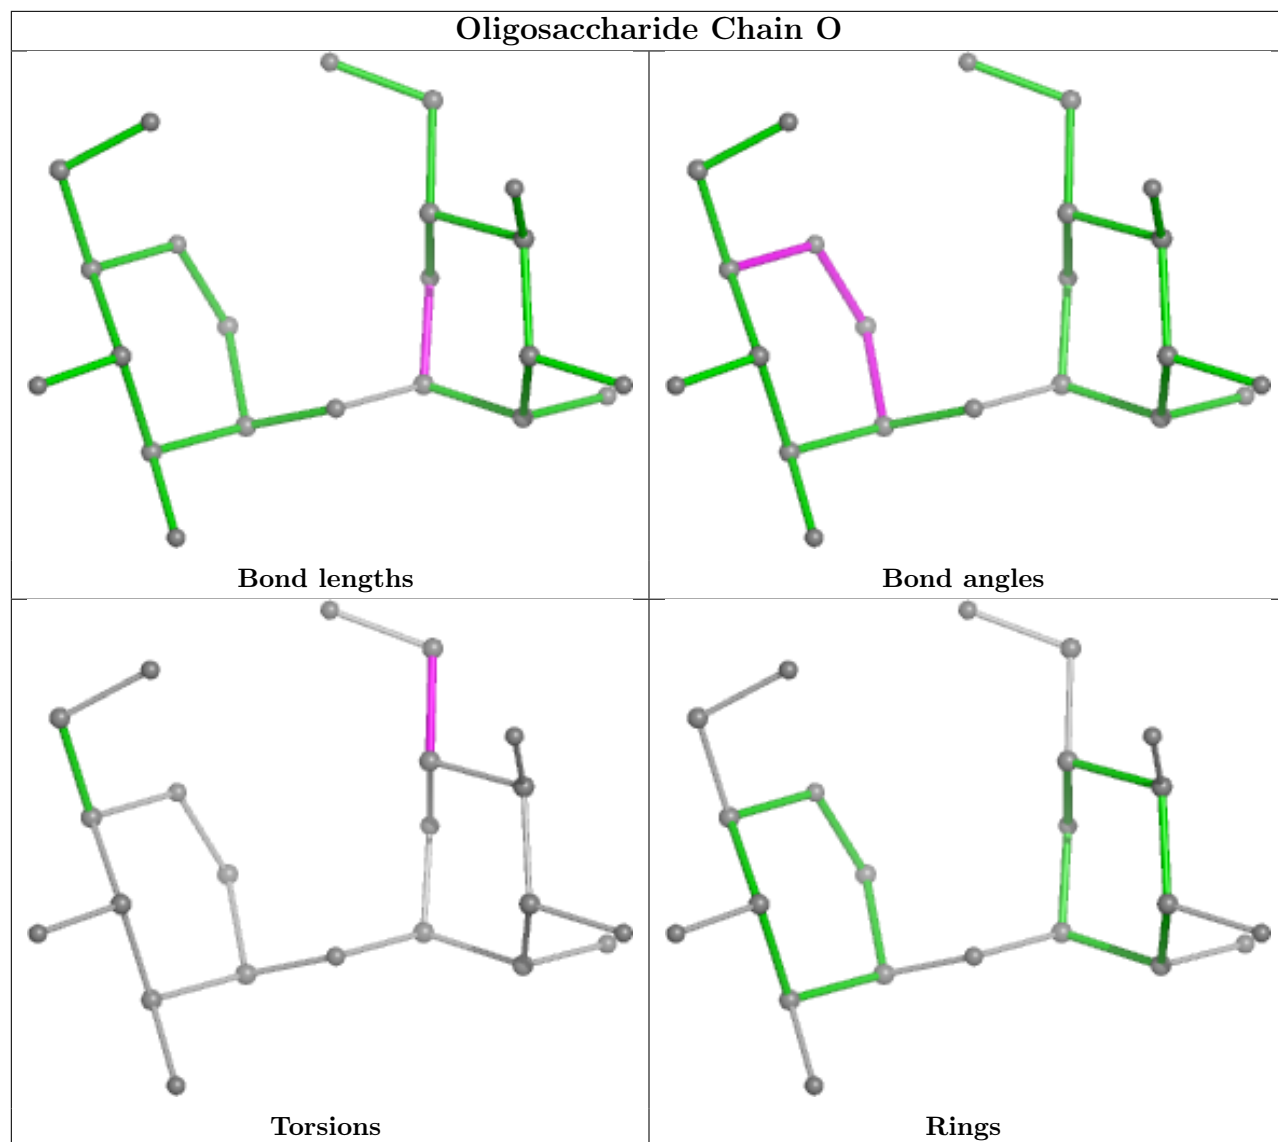 Oligosaccharide Chain O
Bond lengths
Bond angles
Torsions
Rings